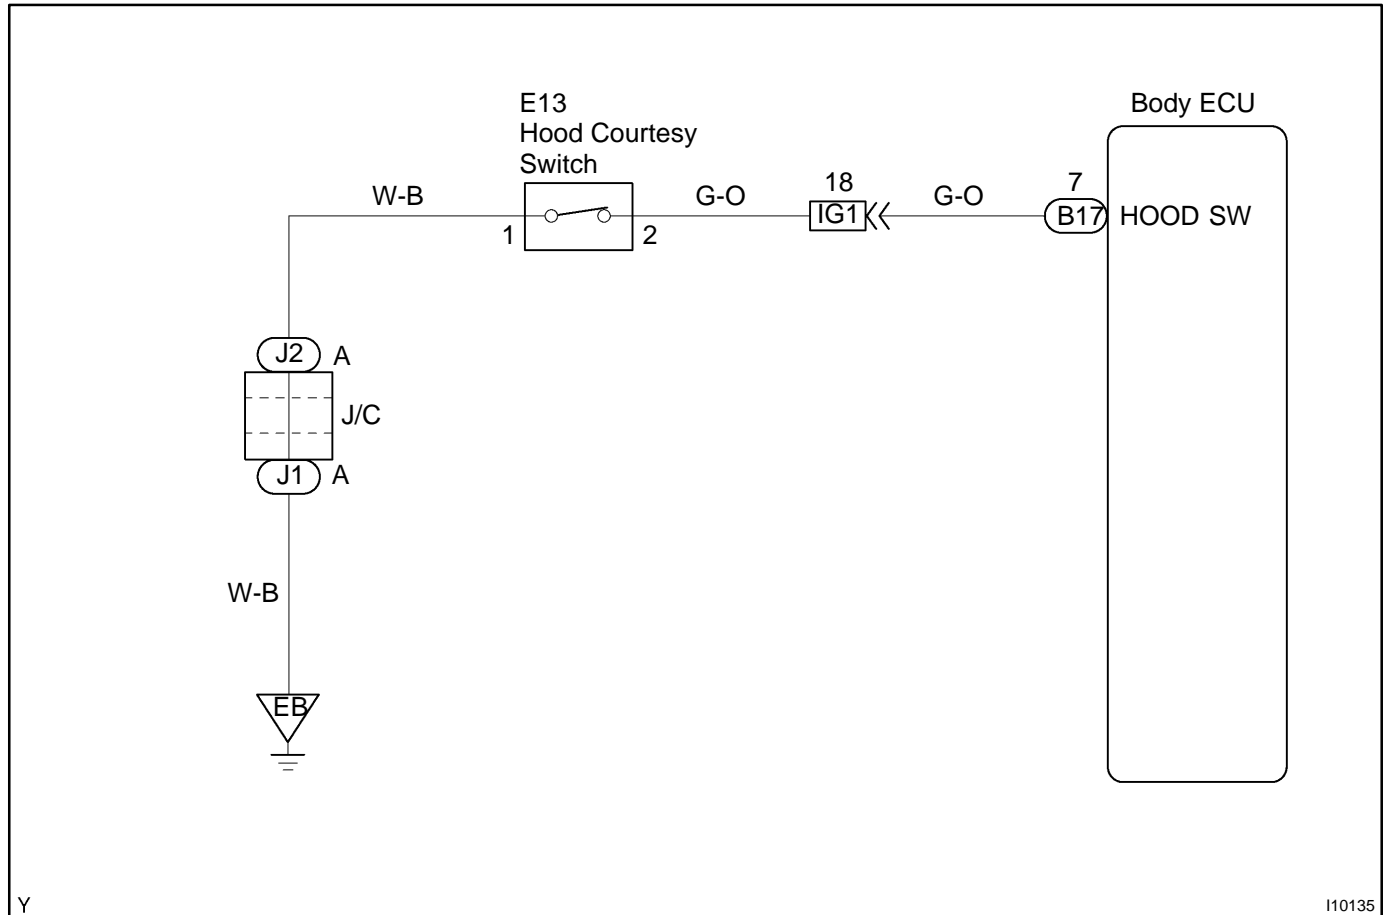 E13
Hood Courtesy
Switch
Body ECU
W-B
G-O
18
IG1
G-O
7
B17
HOOD SW
1
2
J2
A
J/C
J1
A
W-B
EB
Y
I10135